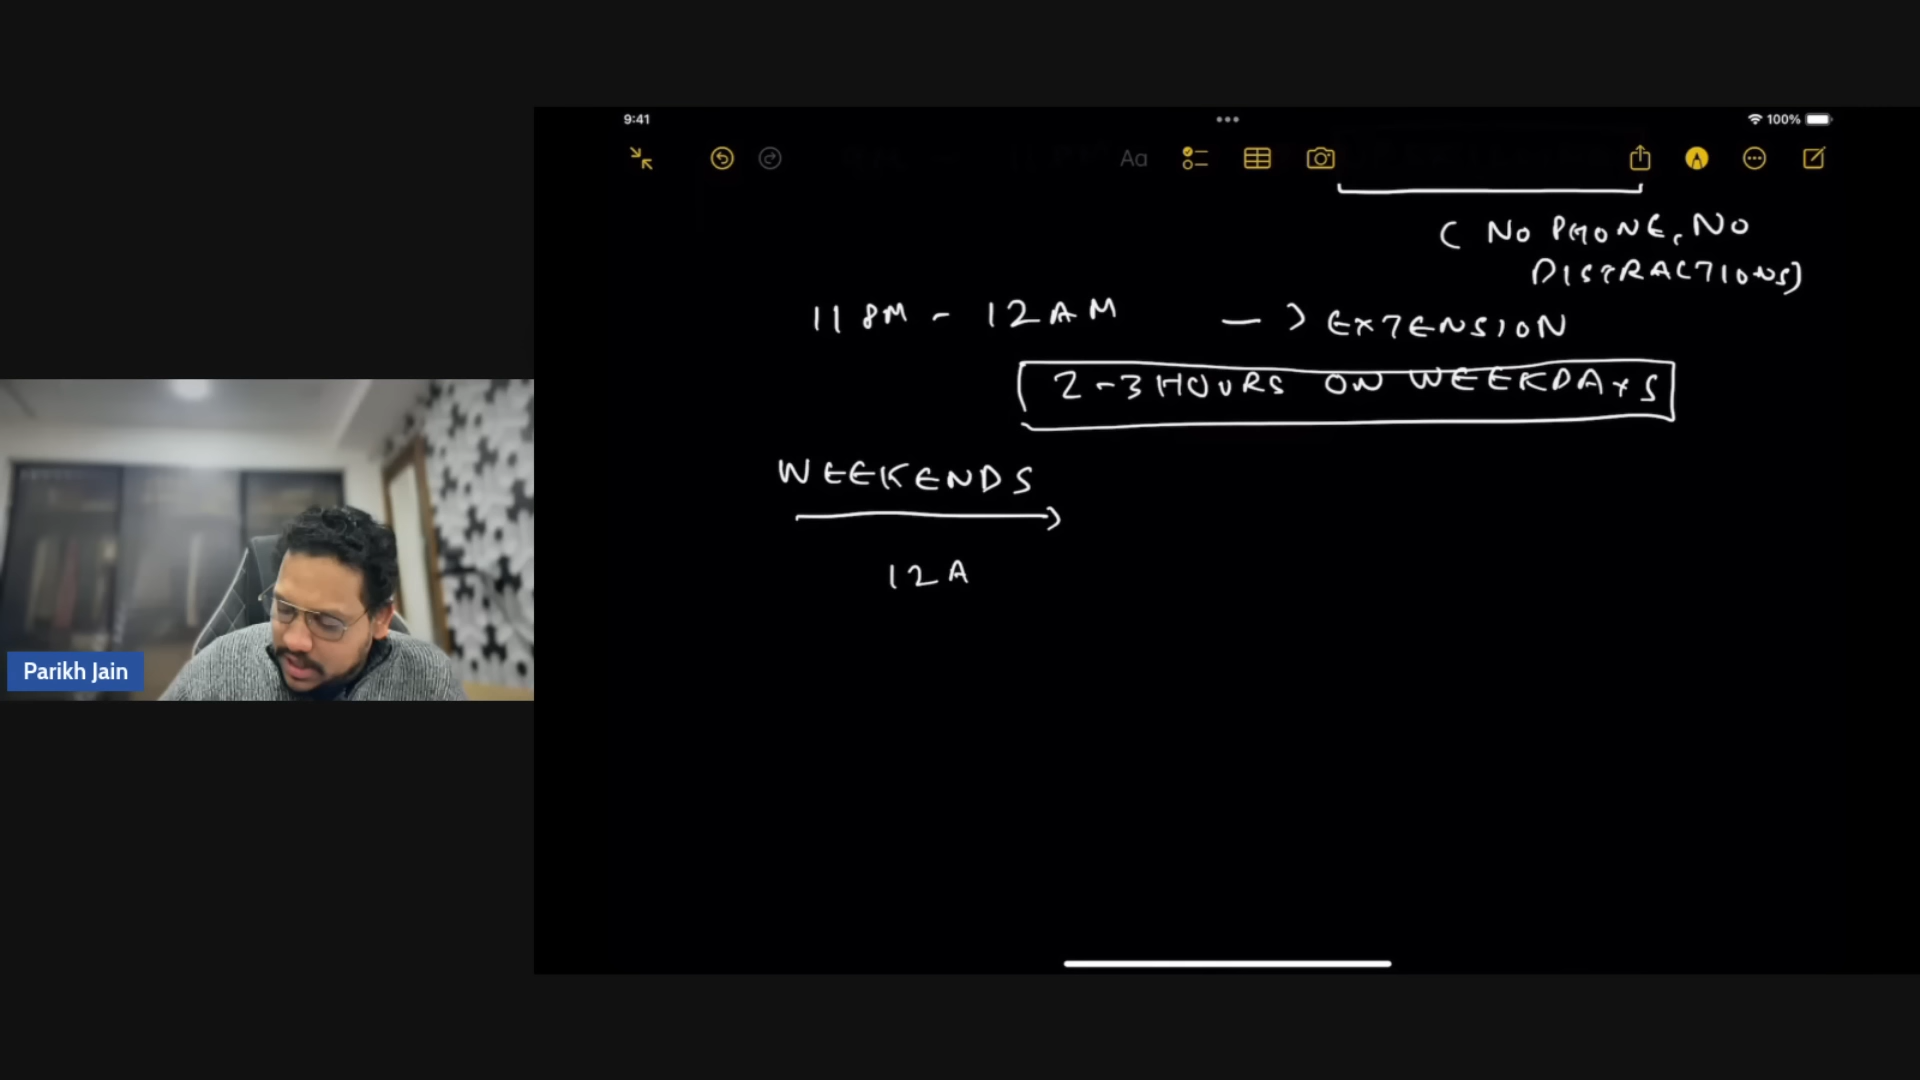 9:41
100%
Aa
( NO PHONE, NO
DISTRACTIONS)
11 PM - 12 AM → EXTENSION
2-3 HOURS ON WEEKDAYS
WEEKENDS
12 A
Parikh Jain